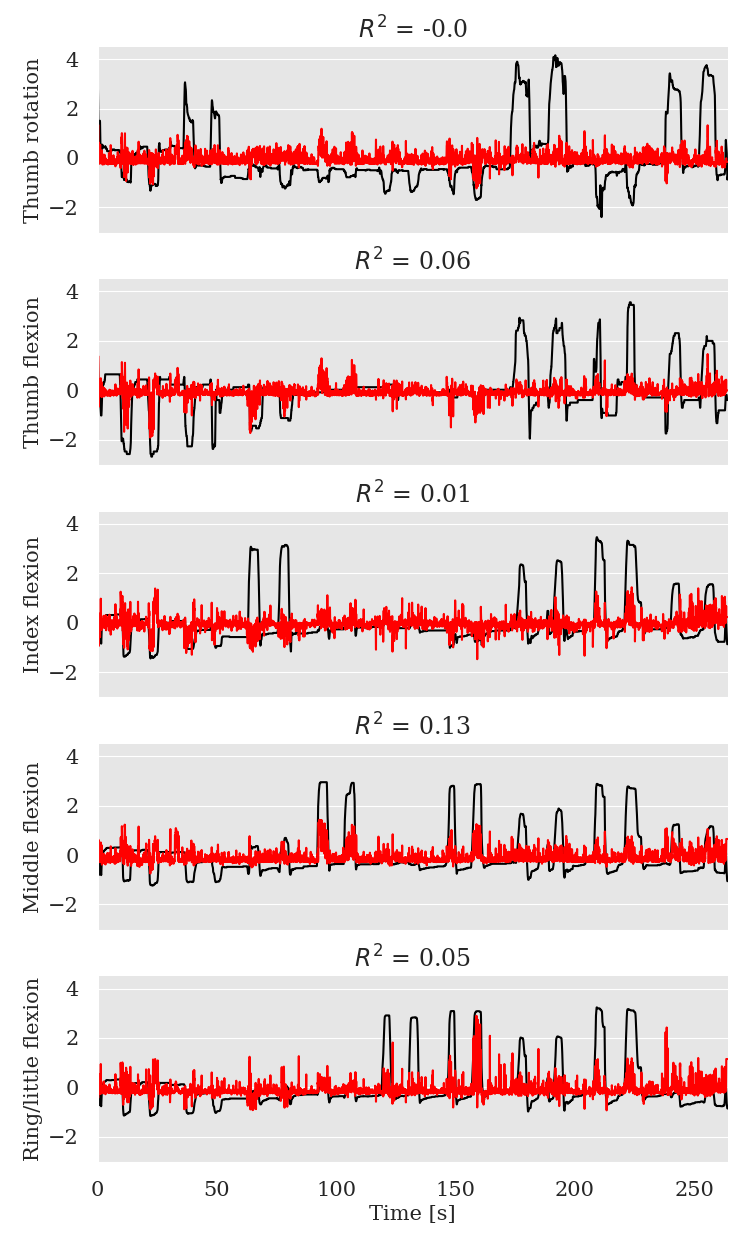 R² = -0.0
Thumb rotation
4
2
0
−2
R² = 0.06
Thumb flexion
4
2
0
−2
R² = 0.01
Index flexion
4
2
0
−2
R² = 0.13
Middle flexion
4
2
0
−2
R² = 0.05
Ring/little flexion
4
2
0
−2
0 50 100 150 200 250
Time [s]